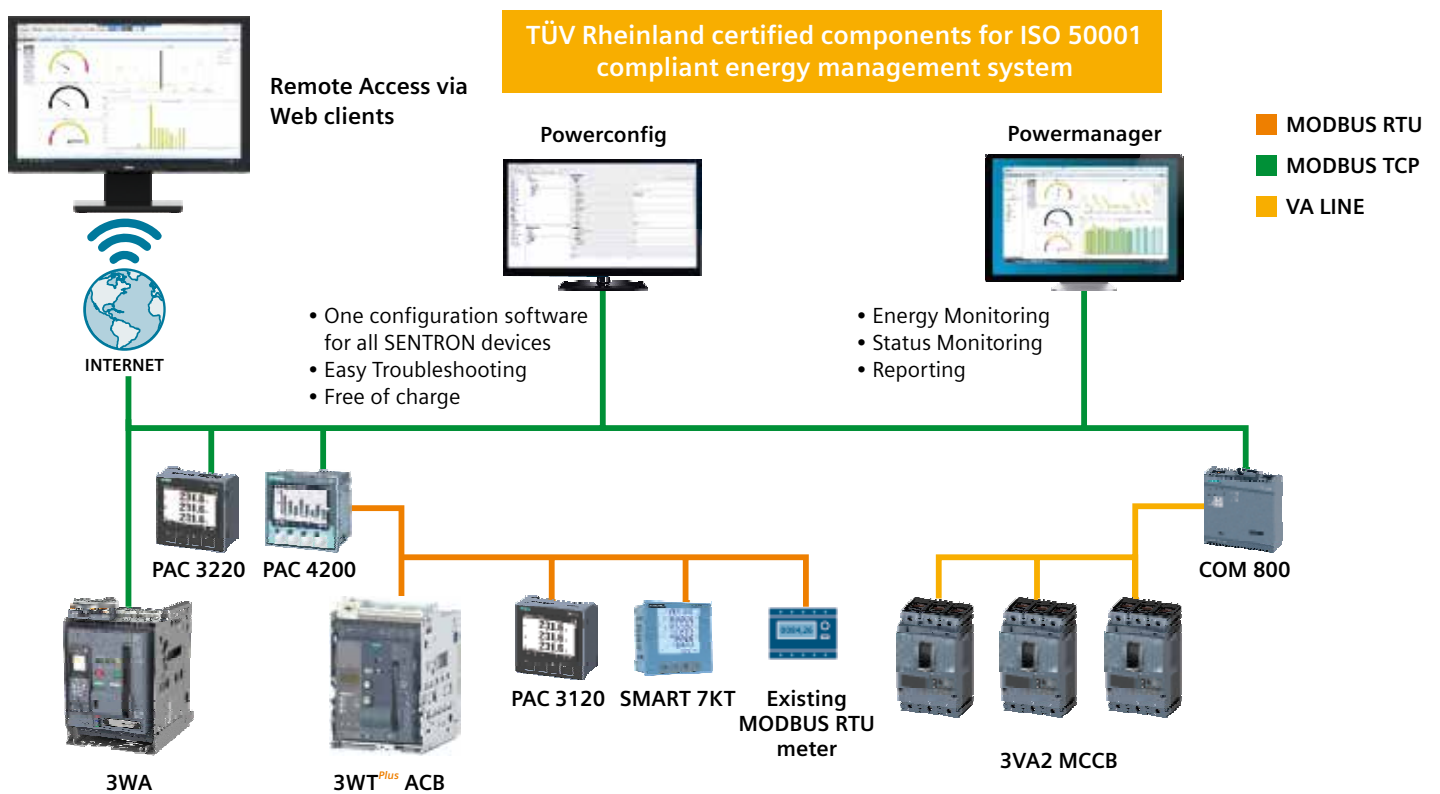 TÜV Rheinland certified components for ISO 50001
compliant energy management system
Remote Access via
Web clients
Powerconfig
Powermanager
MODBUS RTU
MODBUS TCP
VA LINE
INTERNET
• One configuration software
for all SENTRON devices
• Easy Troubleshooting
• Free of charge
• Energy Monitoring
• Status Monitoring
• Reporting
PAC 3220
PAC 4200
COM 800
PAC 3120
SMART 7KT
Existing
MODBUS RTU
meter
3VA2 MCCB
3WA
3WTPlus ACB